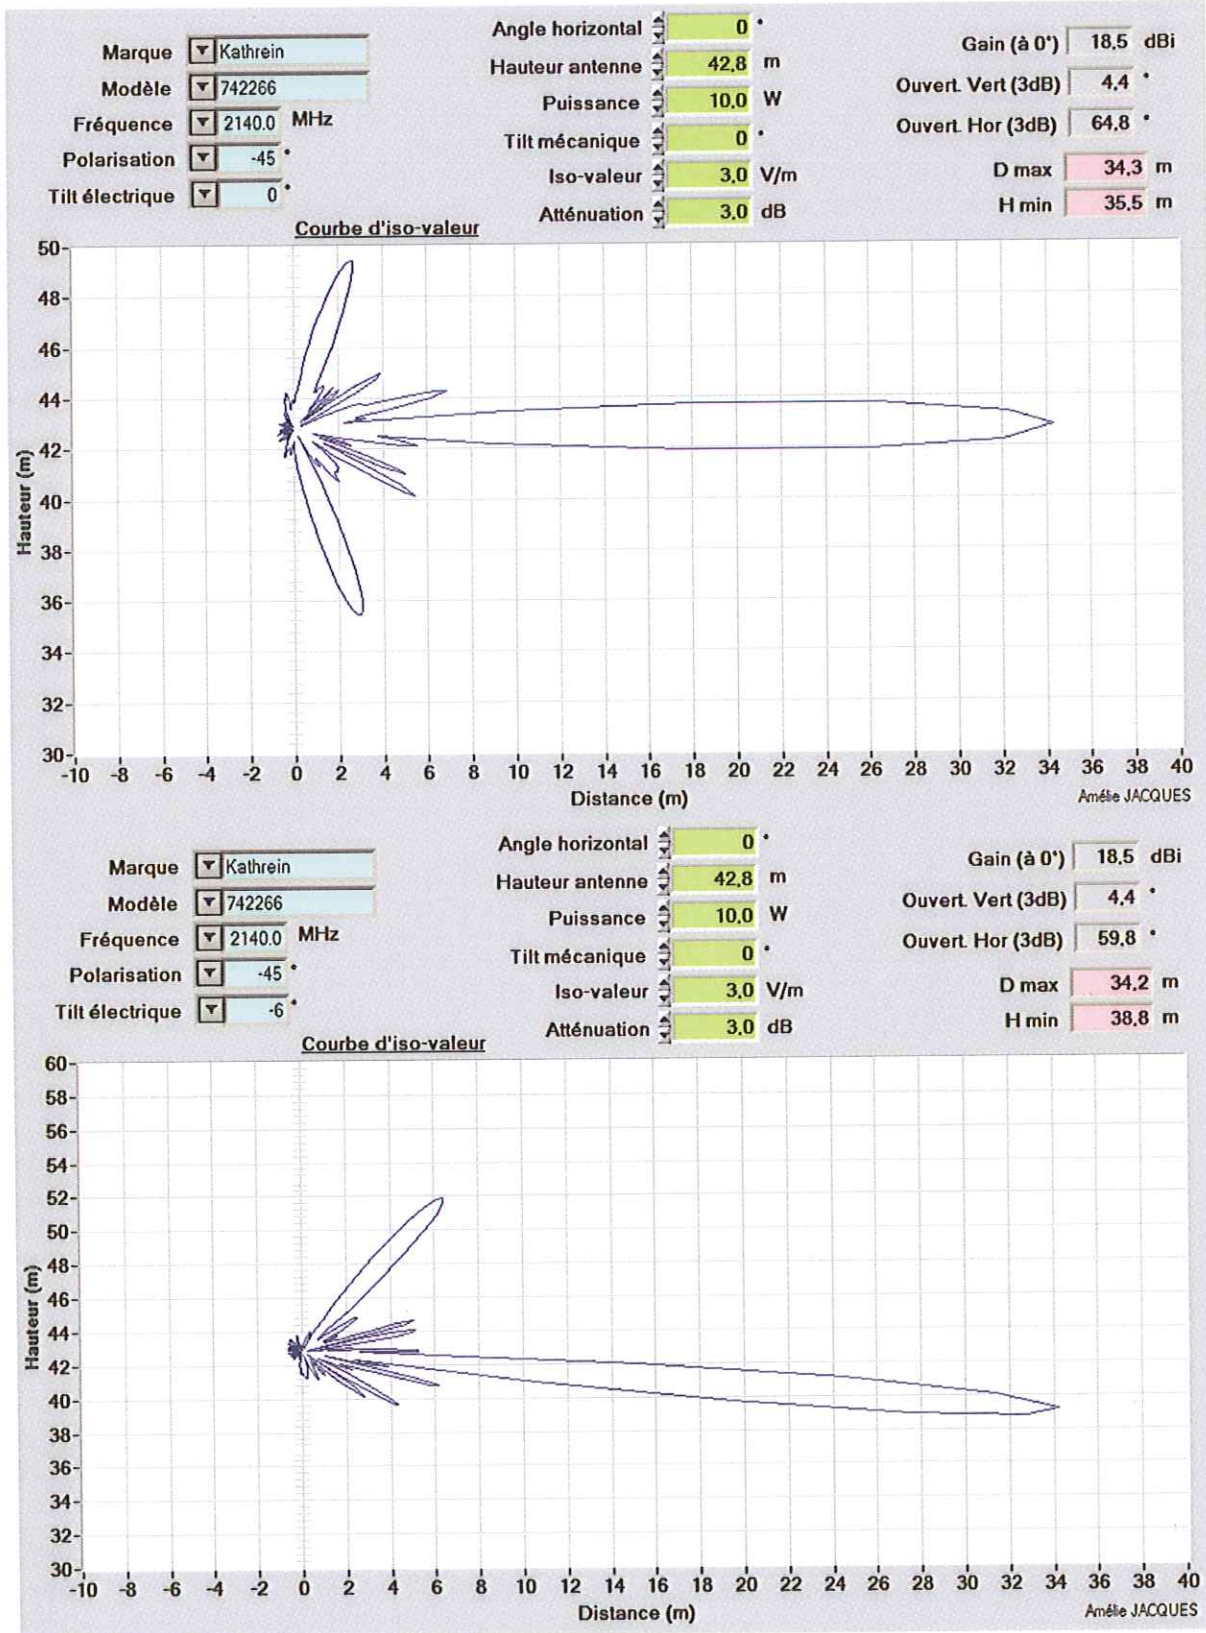 Marque Kathrein
Modèle 742266
Fréquence 2140.0 MHz
Polarisation -45 °
Tilt électrique 0 °
Angle horizontal 0 °
Hauteur antenne 42,8 m
Puissance 10,0 W
Tilt mécanique 0 °
Iso-valeur 3,0 V/m
Atténuation 3,0 dB
Gain (à 0°) 18,5 dBi
Ouvert. Vert (3dB) 4,4 °
Ouvert. Hor (3dB) 64,8 °
D max 34,3 m
H min 35,5 m
Courbe d'iso-valeur
50
48
46
44
42
40
38
36
34
32
30
Hauteur (m)
-10 -8 -6 -4 -2 0 2 4 6 8 10 12 14 16 18 20 22 24 26 28 30 32 34 36 38 40
Distance (m)
Amélie JACQUES
Marque Kathrein
Modèle 742266
Fréquence 2140.0 MHz
Polarisation -45 °
Tilt électrique -6 °
Angle horizontal 0 °
Hauteur antenne 42,8 m
Puissance 10,0 W
Tilt mécanique 0 °
Iso-valeur 3,0 V/m
Atténuation 3,0 dB
Gain (à 0°) 18,5 dBi
Ouvert. Vert (3dB) 4,4 °
Ouvert. Hor (3dB) 59,8 °
D max 34,2 m
H min 38,8 m
Courbe d'iso-valeur
60
58
56
54
52
50
48
46
44
42
40
38
36
34
32
30
Hauteur (m)
-10 -8 -6 -4 -2 0 2 4 6 8 10 12 14 16 18 20 22 24 26 28 30 32 34 36 38 40
Distance (m)
Amélie JACQUES